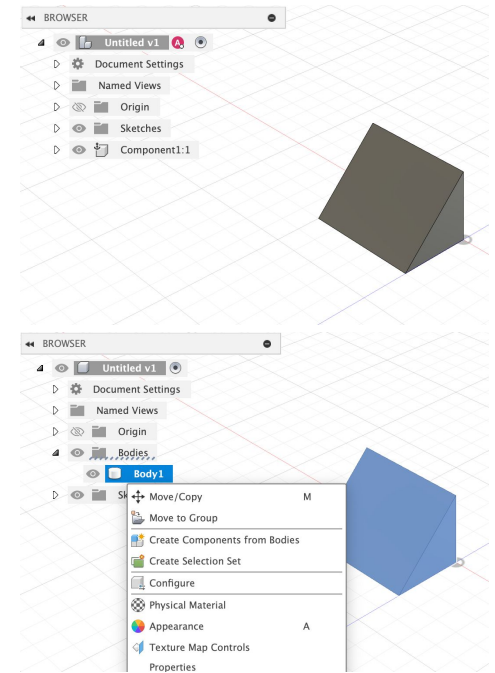 BROWSER
Untitled v1 A
Document Settings
Named Views
Origin
Sketches
Component1:1
BROWSER
Untitled v1
Document Settings
Named Views
Origin
Bodies
Body1
Sk
Move/Copy M
Move to Group
Create Components from Bodies
Create Selection Set
Configure
Physical Material
Appearance A
Texture Map Controls
Properties